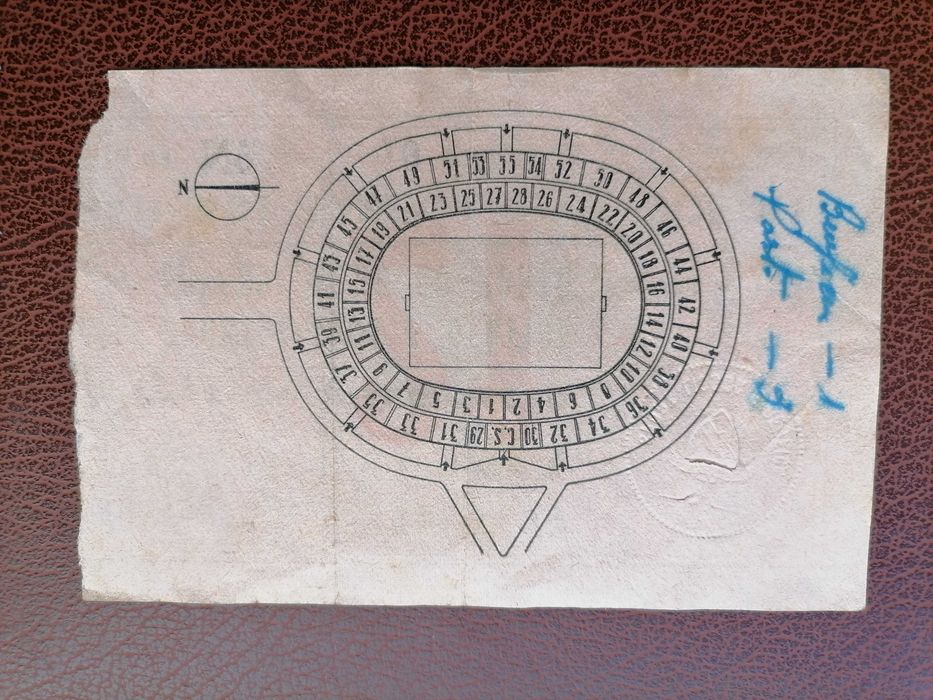 N
41 43 45 47 49 51 53 55 54 52 50 48 46 44 42
15 17 19 21 23 25 27 28 26 24 22 20 18 16
13 11 9 7 5 3 1 2 4 6 8 10 12 14
39 37 35 33 31 29 C.S. 30 32 34 36 38 40
Benfica — 1
— 3